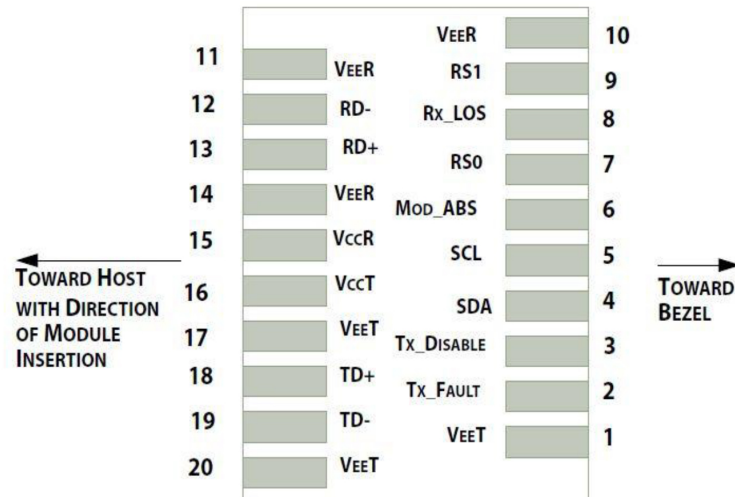 11 VEER
12 RD-
13 RD+
14 VEER
15 VCCR
16 VCCT
17 VEET
18 TD+
19 TD-
20 VEET
VEER 10
RS1 9
RX_LOS 8
RS0 7
MOD_ABS 6
SCL 5
SDA 4
TX_DISABLE 3
TX_FAULT 2
VEET 1
TOWARD HOST
WITH DIRECTION
OF MODULE
INSERTION
TOWARD
BEZEL